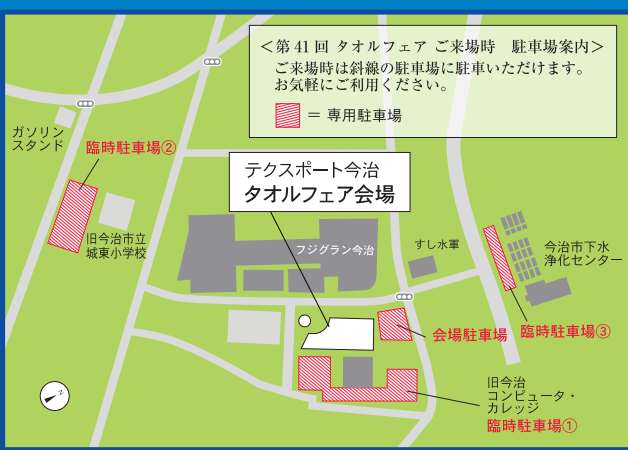 ＜第41回 タオルフェア ご来場時　駐車場案内＞
ご来場時は斜線の駐車場に駐車いただけます。
お気軽にご利用ください。
＝ 専用駐車場
ガソリン
スタンド
臨時駐車場②
テクスポート今治
タオルフェア会場
旧今治市立
城東小学校
フジグラン今治
すし水軍
今治市下水
浄化センター
会場駐車場
臨時駐車場③
旧今治
コンピュータ・
カレッジ
臨時駐車場①
N